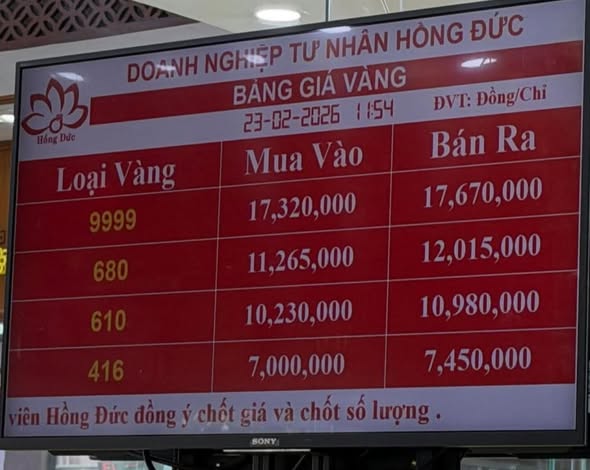 DOANH NGHIỆP TƯ NHÂN HỒNG ĐỨC
BẢNG GIÁ VÀNG
Hồng Đức
23-02-2026 11:54
ĐVT: Đồng/Chỉ
Loại Vàng Mua Vào Bán Ra
9999 17,320,000 17,670,000
680 11,265,000 12,015,000
610 10,230,000 10,980,000
416 7,000,000 7,450,000
viên Hồng Đức đồng ý chốt giá và chốt số lượng .
SONY